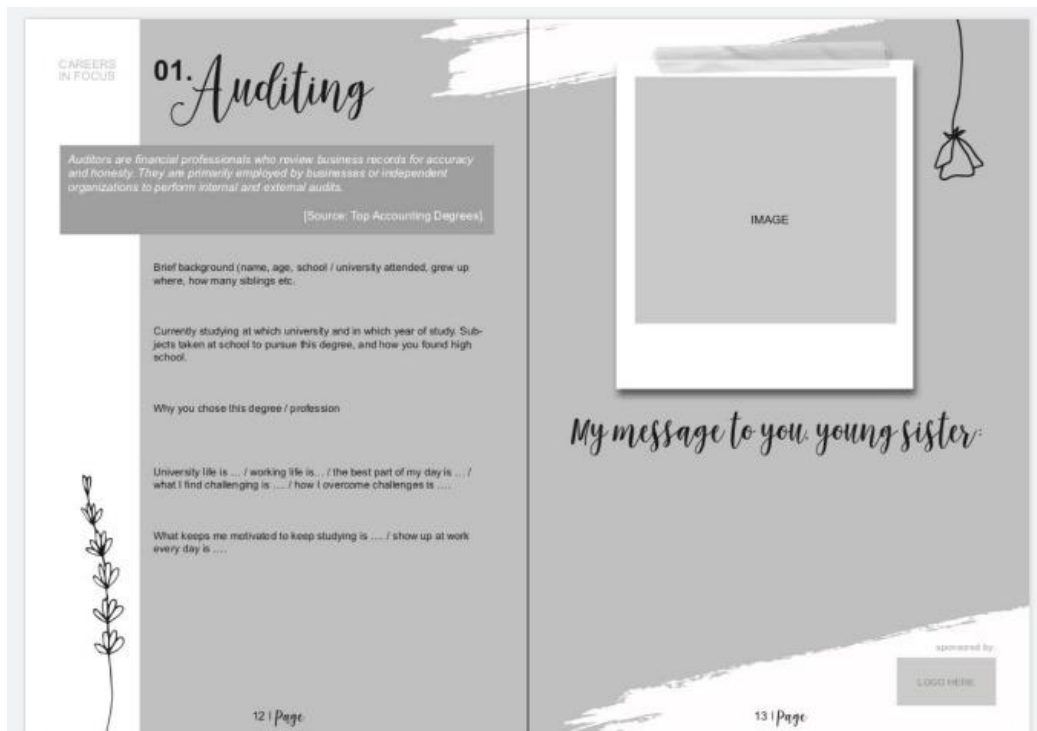 CAREERS
IN FOCUS
01. Auditing
Auditors are financial professionals who review business records for accuracy
and honesty. They are primarily employed by businesses or independent
organizations to perform internal and external audits.
[Source: Top Accounting Degrees].
Brief background (name, age, school / university attended, grew up
where, how many siblings etc.
Currently studying at which university and in which year of study. Sub-
jects taken at school to pursue this degree, and how you found high
school.
Why you chose this degree / profession
University life is … / working life is… / the best part of my day is … /
what I find challenging is …. / how I overcome challenges is ….
What keeps me motivated to keep studying is …. / show up at work
every day is ….
12 | Page
IMAGE
My message to you, young sister:
sponsored by:
LOGO HERE
13 | Page